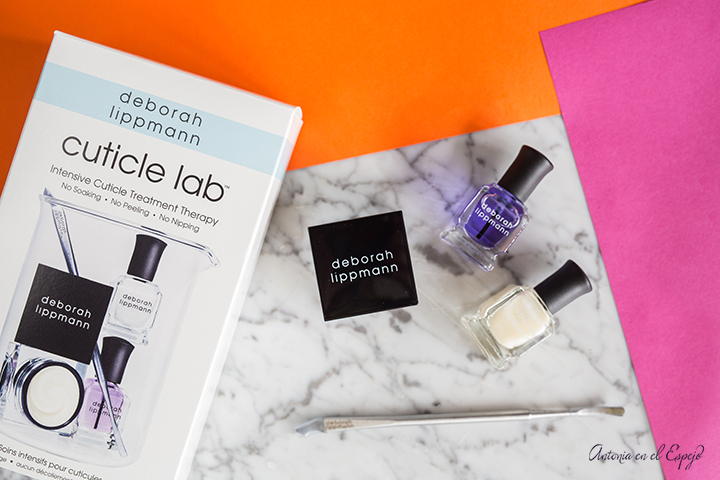 deborah
lippmann
cuticle lab™
Intensive Cuticle Treatment Therapy
No Soaking • No Peeling • No Nipping
deborah
lippmann
deborah
lippmann
deborah
lippmann
Soins intensifs pour cuticules
deborah
lippmann
deborah
lippmann
Antonia en el Espejo